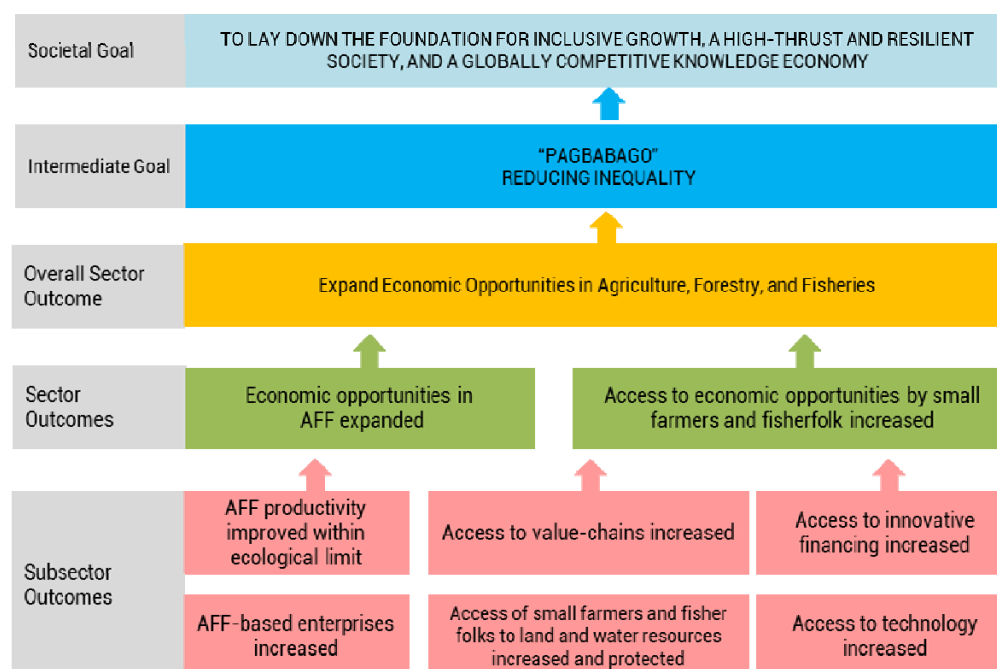 Societal Goal
TO LAY DOWN THE FOUNDATION FOR INCLUSIVE GROWTH, A HIGH-THRUST AND RESILIENT
SOCIETY, AND A GLOBALLY COMPETITIVE KNOWLEDGE ECONOMY
Intermediate Goal
“PAGBABAGO”
REDUCING INEQUALITY
Overall Sector
Outcome
Expand Economic Opportunities in Agriculture, Forestry, and Fisheries
Sector
Outcomes
Economic opportunities in
AFF expanded
Access to economic opportunities by small
farmers and fisherfolk increased
Subsector
Outcomes
AFF productivity
improved within
ecological limit
Access to value-chains increased
Access to innovative
financing increased
AFF-based enterprises
increased
Access of small farmers and fisher
folks to land and water resources
increased and protected
Access to technology
increased